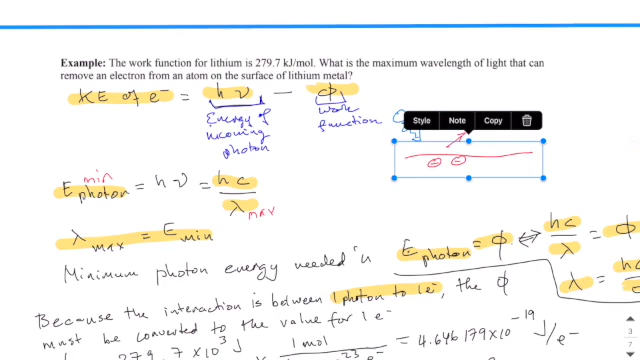 Example: The work function for lithium is 279.7 kJ/mol. What is the maximum wavelength of light that can
remove an electron from an atom on the surface of lithium metal?
KE of e⁻ = hν − ϕ
Energy of incoming photon
work function
Style Note Copy
min
E photon = hν = hc/λ max
λ max = E min
Minimum photon energy needed
E photon = ϕ ⟺ hc/λ = ϕ
λ = hc
Because the interaction is between 1 photon to 1 e⁻, the ϕ
must be converted to the value for 1 e⁻
279.7 × 10³ J
1 mol
²³ e⁻
= 4.646179 × 10⁻¹⁹ J/e⁻
3
7